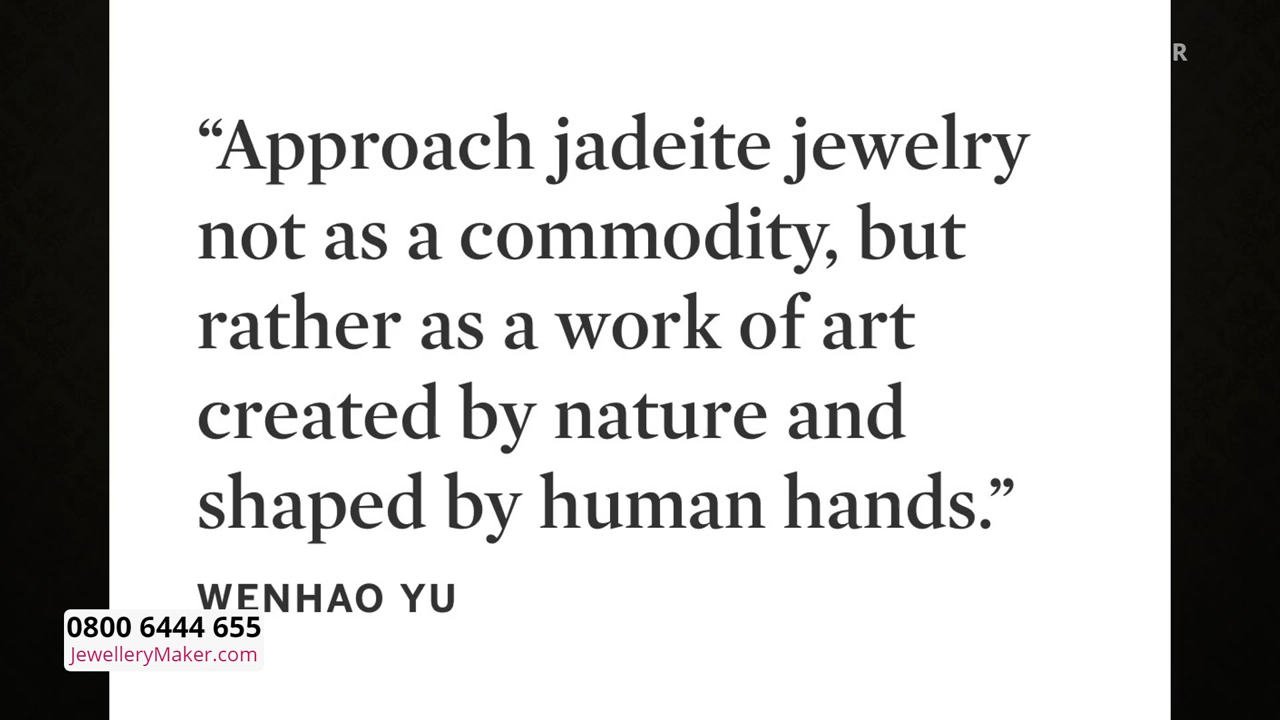 R
“Approach jadeite jewelry
not as a commodity, but
rather as a work of art
created by nature and
shaped by human hands.”
WENHAO YU
0800 6444 655
JewelleryMaker.com